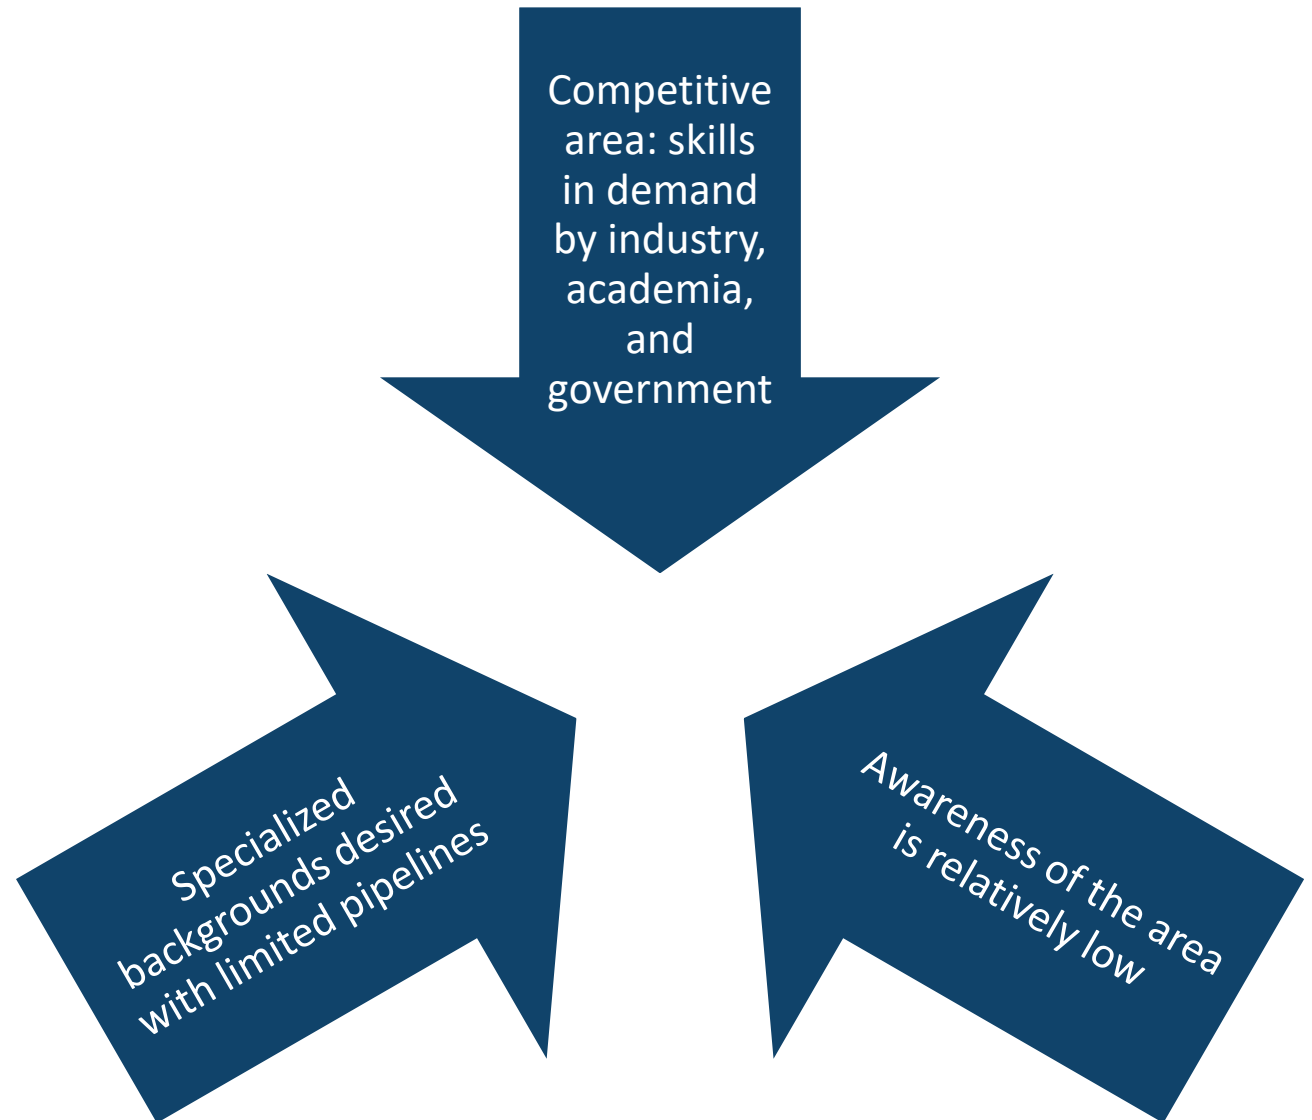 Competitive
area: skills
in demand
by industry,
academia,
and
government
Specialized
backgrounds desired
with limited pipelines
Awareness of the area
is relatively low